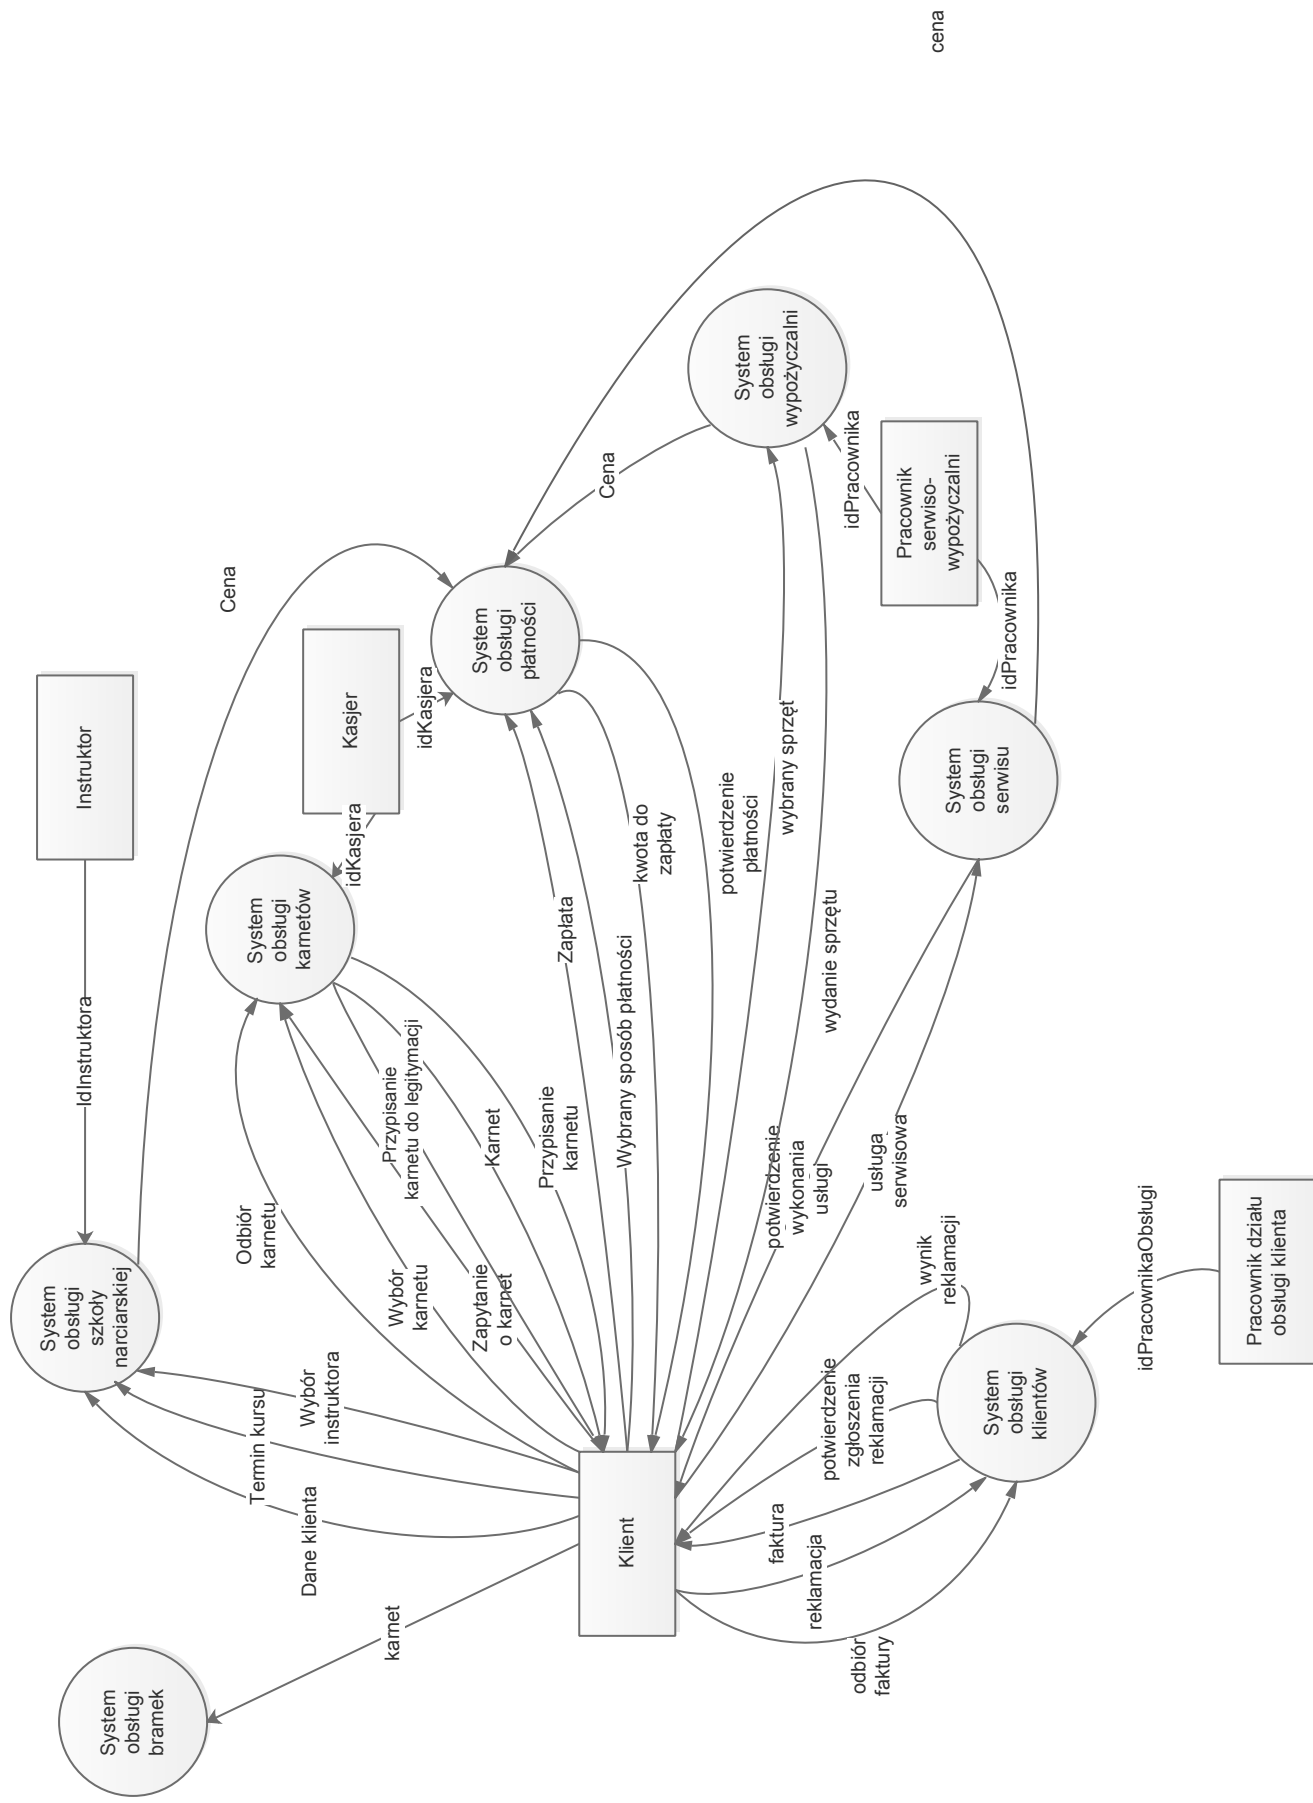 cena
System
obsługi
wypożyczalni
Cena
idPracownika
Pracownik
serwiso-
wypożyczalni
idPracownika
Cena
System
obsługi
płatności
Kasjer
idKasjera
idKasjera
Instruktor
IdInstruktora
System
obsługi
karnetów
System
obsługi
serwisu
wybrany sprzęt
potwierdzenie
płatności
kwota do
zapłaty
Zapłata
Wybrany sposób płatności
wydanie sprzętu
Przypisanie
karnetu do legitymacji
Karnet
Przypisanie
karnetu
potwierdzenie
wykonania
usługi
usługa
serwisowa
Odbiór
karnetu
Wybór
karnetu
Zapytanie
o karnet
System
obsługi
szkoły
narciarskiej
Wybór
instruktora
Termin kursu
Dane klienta
wynik
reklamacji
idPracownikaObsługi
Pracownik działu
obsługi klienta
System
obsługi
klientów
potwierdzenie
zgłoszenia
reklamacji
faktura
reklamacja
odbiór
faktury
Klient
karnet
System
obsługi
bramek